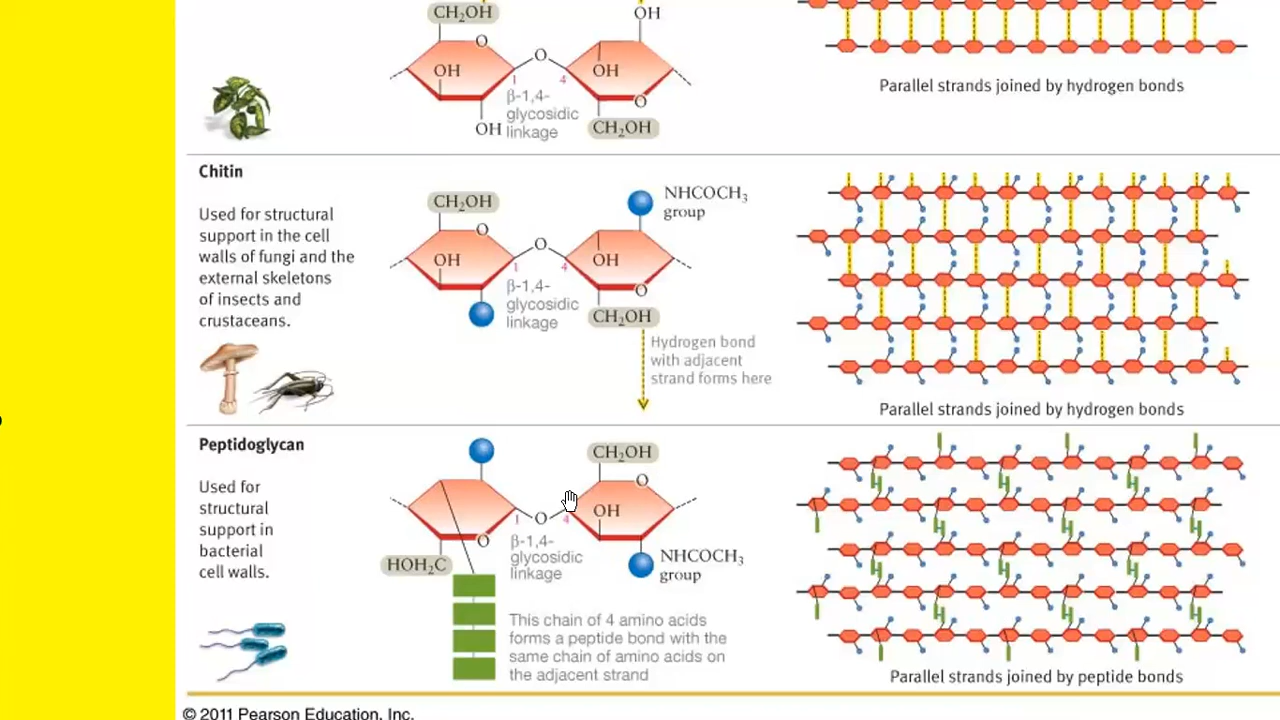 CH₂OH
O
OH
O
OH
OH
1
4
β-1,4-
glycosidic
linkage
O
OH
CH₂OH
Parallel strands joined by hydrogen bonds
Chitin
Used for structural
support in the cell
walls of fungi and the
external skeletons
of insects and
crustaceans.
CH₂OH
O
OH
O
NHCOCH₃
group
OH
1
4
β-1,4-
glycosidic
linkage
O
CH₂OH
Hydrogen bond
with adjacent
strand forms here
Parallel strands joined by hydrogen bonds
Peptidoglycan
Used for
structural
support in
bacterial
cell walls.
CH₂OH
O
OH
1
O
4
O
β-1,4-
glycosidic
linkage
HOH₂C
NHCOCH₃
group
This chain of 4 amino acids
forms a peptide bond with the
same chain of amino acids on
the adjacent strand
Parallel strands joined by peptide bonds
© 2011 Pearson Education, Inc.